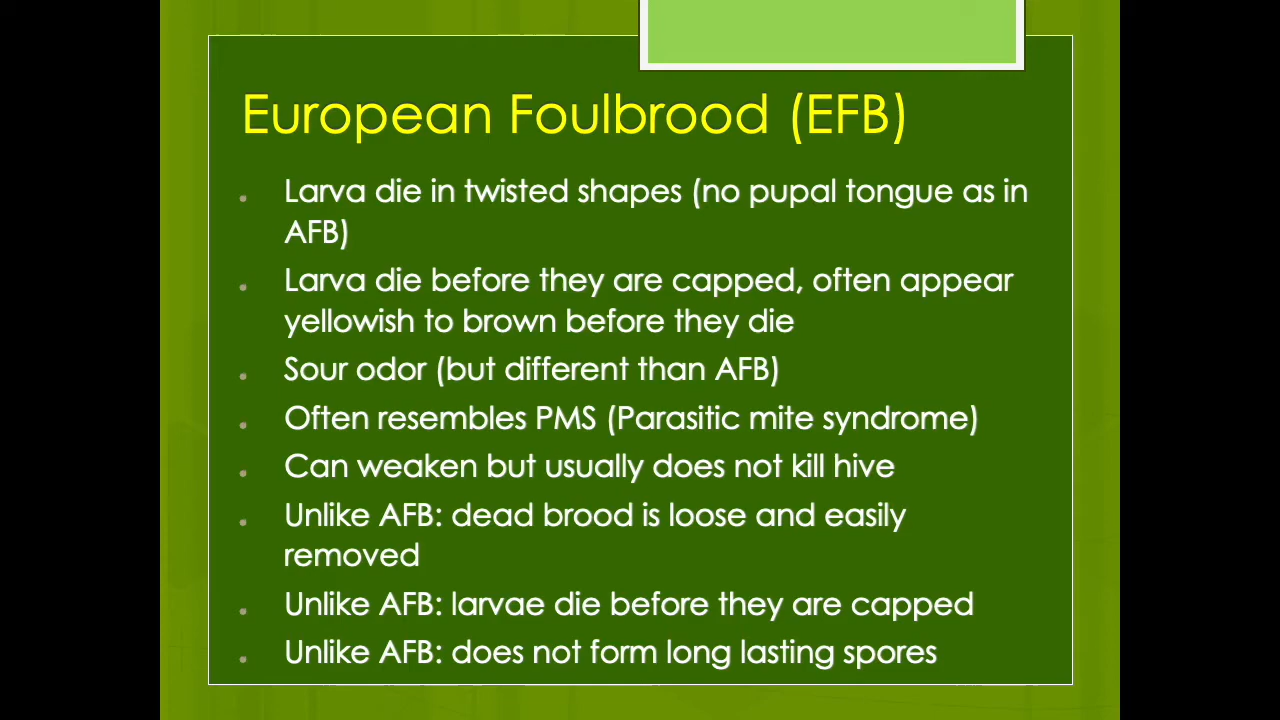 European Foulbrood (EFB)
Larva die in twisted shapes (no pupal tongue as in
AFB)
Larva die before they are capped, often appear
yellowish to brown before they die
Sour odor (but different than AFB)
Often resembles PMS (Parasitic mite syndrome)
Can weaken but usually does not kill hive
Unlike AFB: dead brood is loose and easily
removed
Unlike AFB: larvae die before they are capped
Unlike AFB: does not form long lasting spores